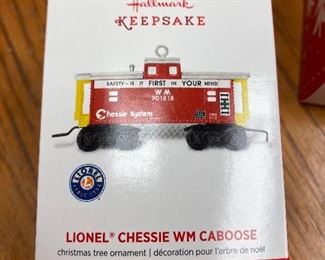 Hallmark
KEEPSAKE
SAFETY - IS IT FIRST IN YOUR MIND!
WM
901818
Chessie System
LIONEL
LIONEL® CHESSIE WM CABOOSE
christmas tree ornament | décoration pour l'arbre de noël